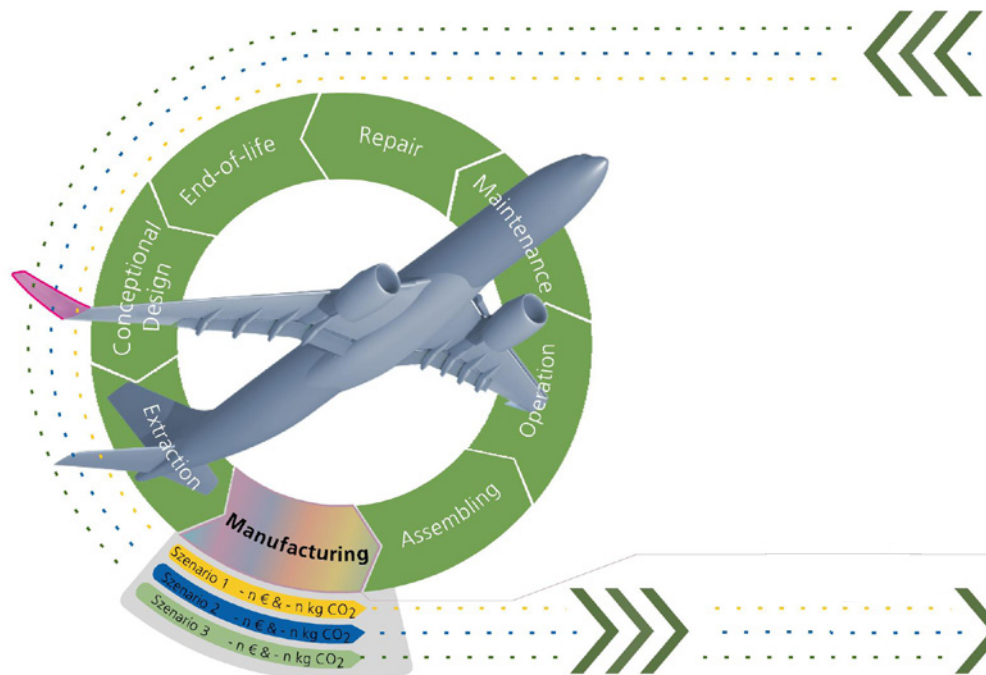 Repair
End-of-life
Maintenance
Conceptional
Design
Operation
Extraction
Assembling
Manufacturing
Szenario 1 - n € & - n kg CO₂
Szenario 2 - n € & - n kg CO₂
Szenario 3 - n € & - n kg CO₂